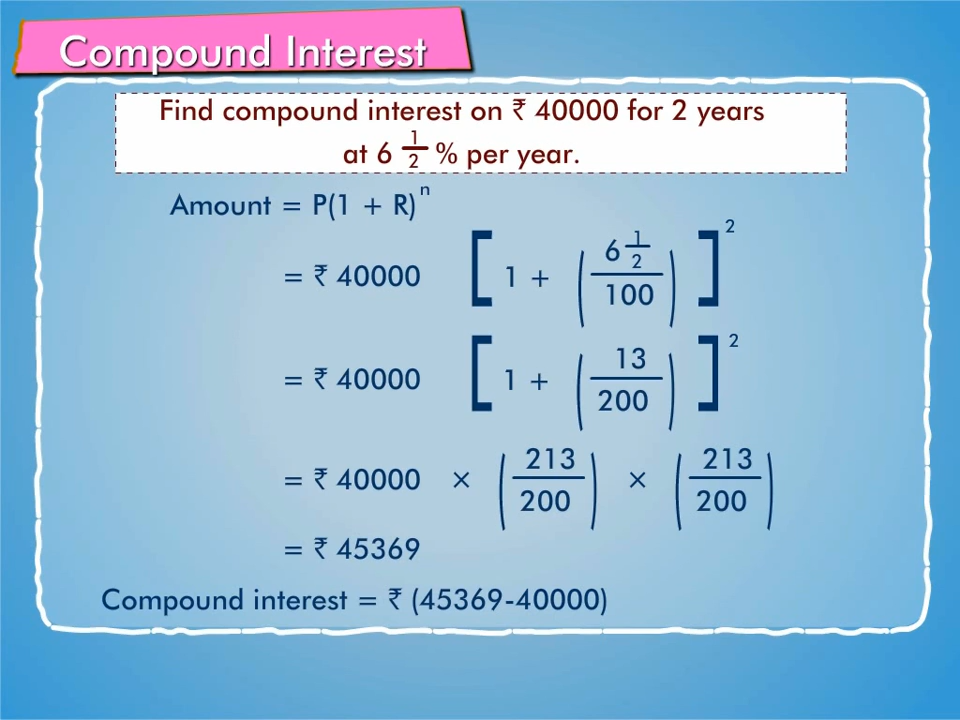 Compound Interest
Find compound interest on ₹ 40000 for 2 years
at 6 1/2 % per year.
Amount = P(1 + R)ⁿ
= ₹ 40000 [ 1 + ( 6 1/2 / 100 ) ]²
= ₹ 40000 [ 1 + ( 13 / 200 ) ]²
= ₹ 40000 × ( 213 / 200 ) × ( 213 / 200 )
= ₹ 45369
Compound interest = ₹ (45369-40000)